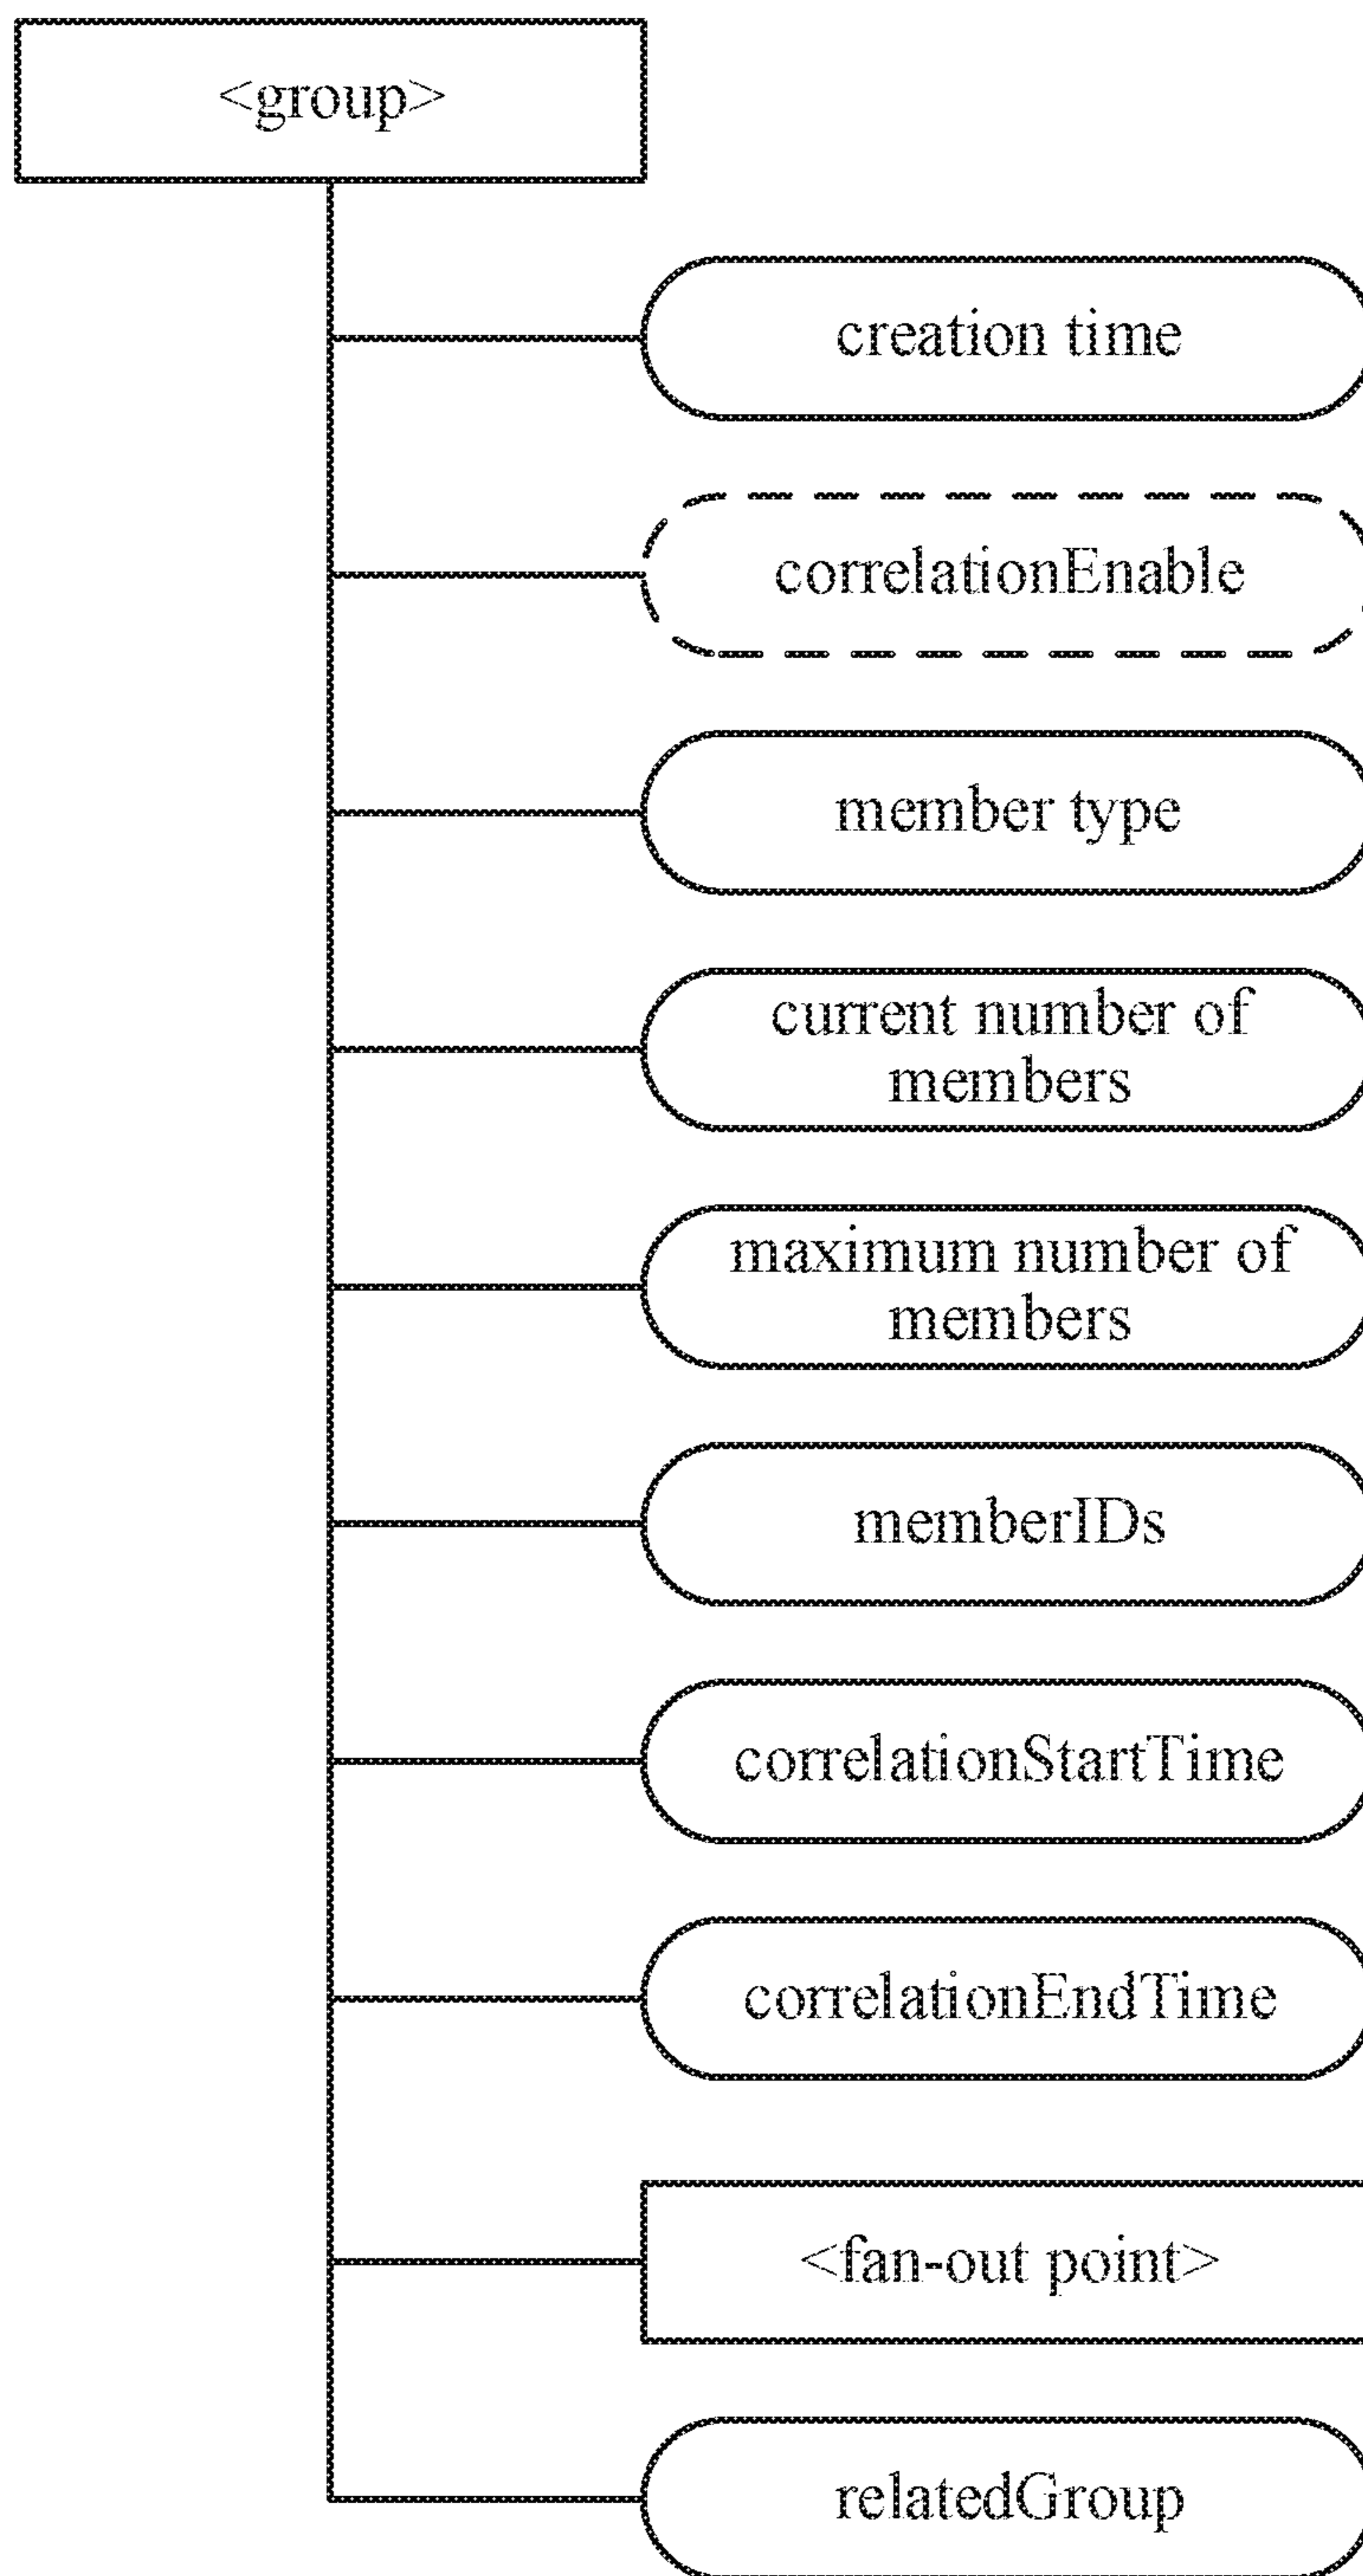 <group>
creation time
correlationEnable
member type
current number of
members
maximum number of
members
memberIDs
correlationStartTime
correlationEndTime
<fan-out point>
relatedGroup